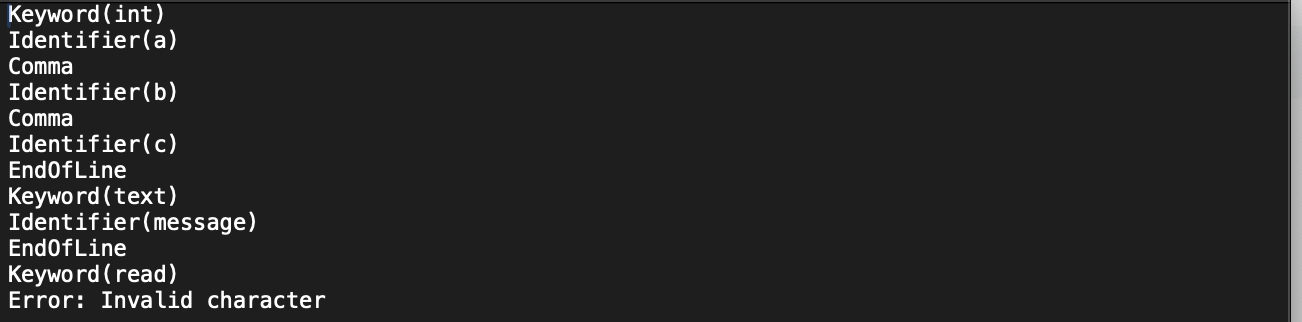 Keyword(int)
Identifier(a)
Comma
Identifier(b)
Comma
Identifier(c)
EndOfLine
Keyword(text)
Identifier(message)
EndOfLine
Keyword(read)
Error: Invalid character